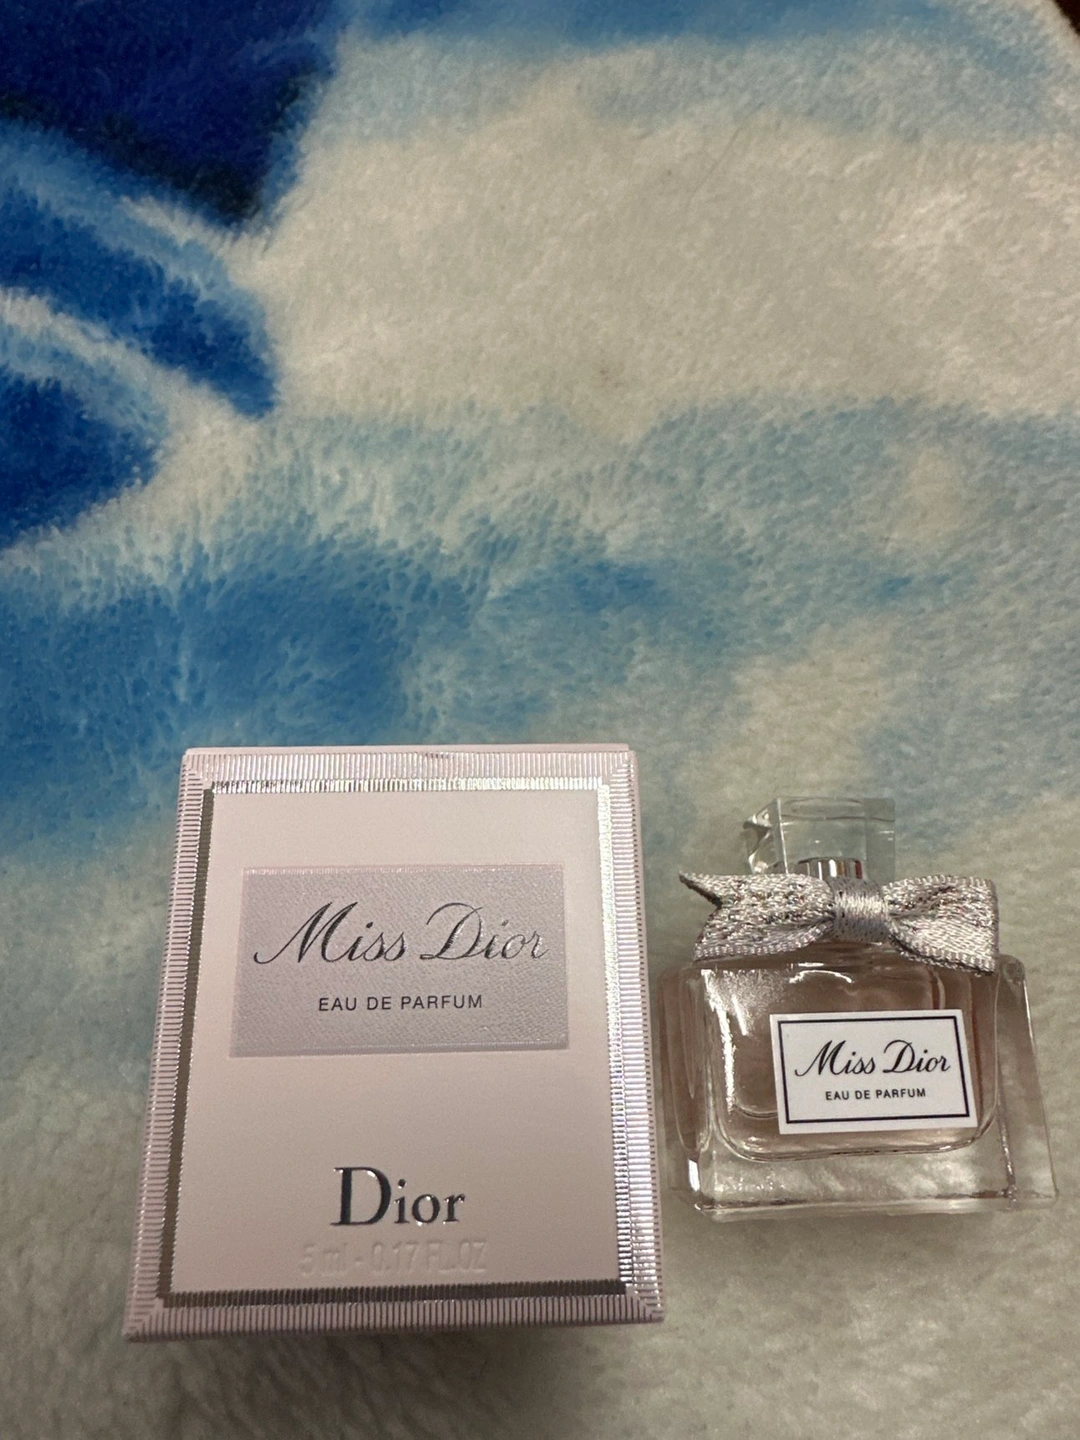 Miss Dior
EAU DE PARFUM
Dior
5 ml - 0.17 FL.OZ
Miss Dior
EAU DE PARFUM